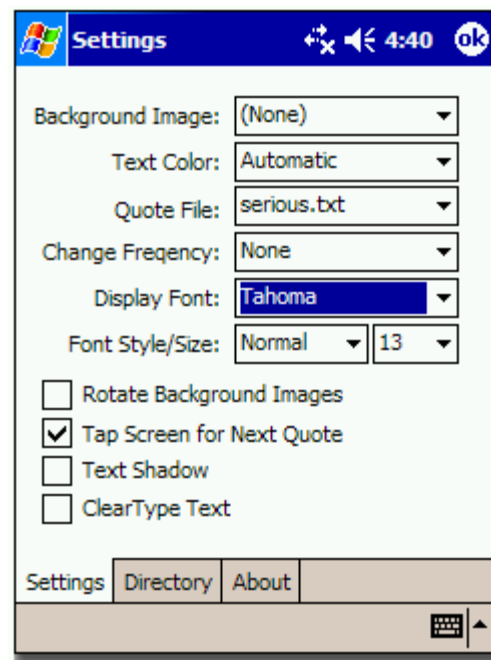 Settings 4:40 ok
Background Image: (None)
Text Color: Automatic
Quote File: serious.txt
Change Freqency: None
Display Font: Tahoma
Font Style/Size: Normal 13
Rotate Background Images
Tap Screen for Next Quote
Text Shadow
ClearType Text
Settings Directory About